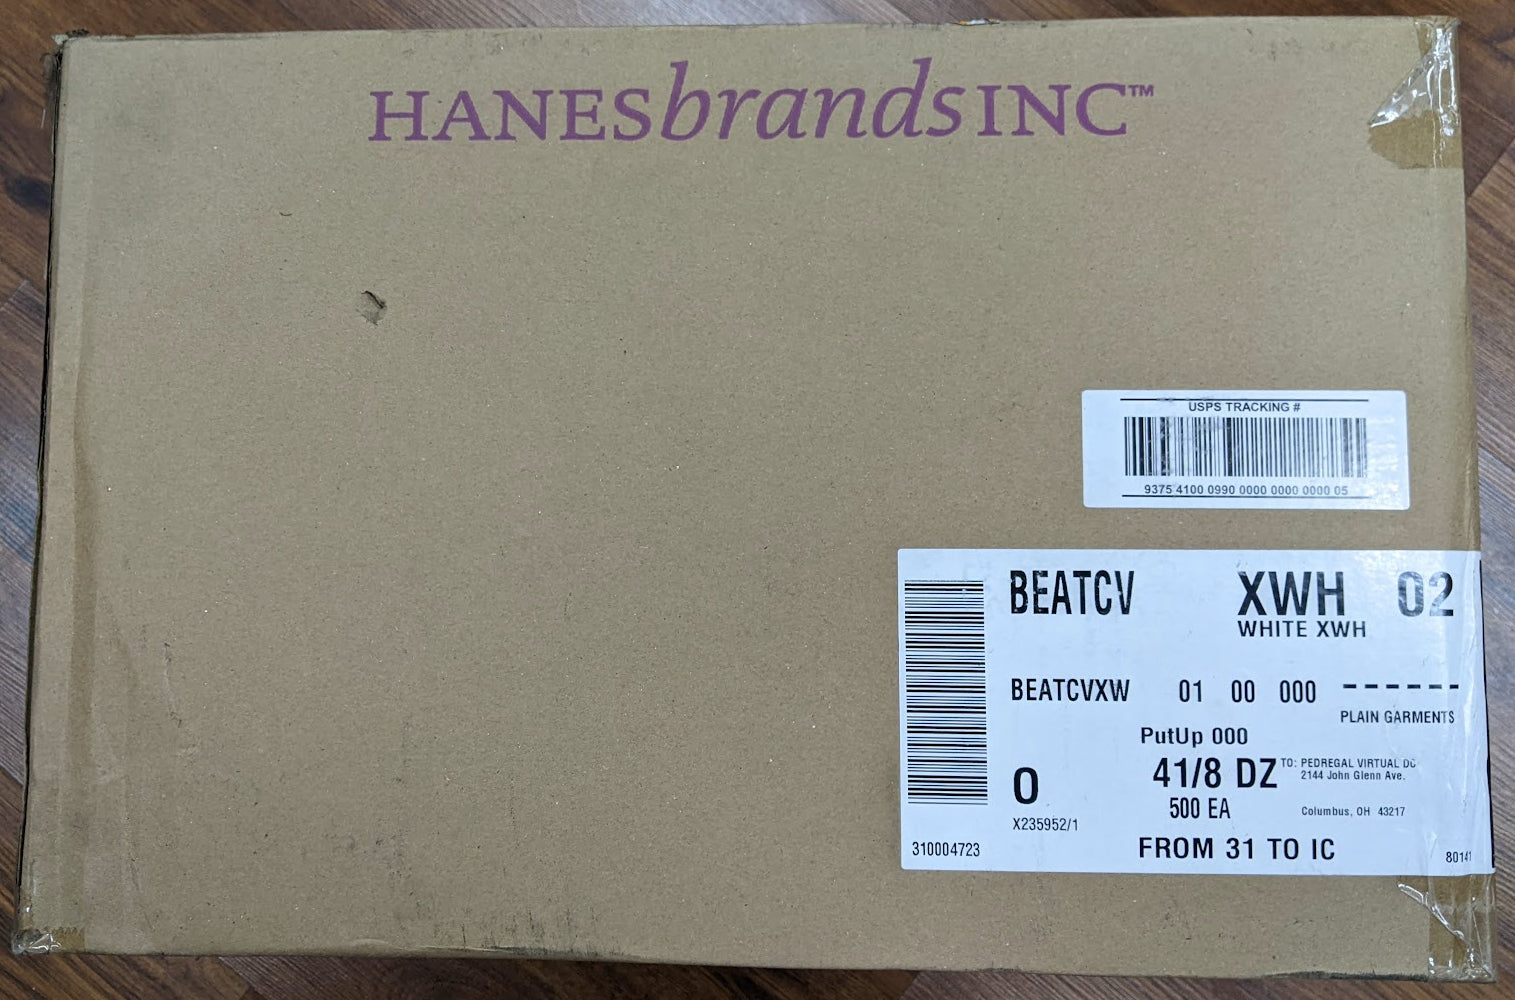 HANESbrandsINC™
USPS TRACKING #
9375 4100 0990 0000 0000 0000 05
BEATCV XWH 02
WHITE XWH
BEATCVXW 01 00 000 -------
PLAIN GARMENTS
PutUp 000
0 41/8 DZ TO: PEDREGAL VIRTUAL DC
2144 John Glenn Ave.
500 EA Columbus, OH 43217
X235952/1
310004723 FROM 31 TO IC 80141